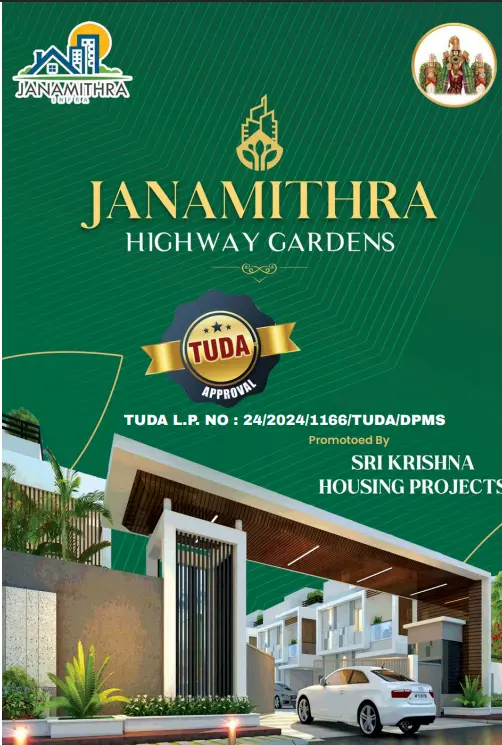 JANAMITHRA
INFRA
JANAMITHRA
HIGHWAY GARDENS
TUDA
APPROVAL
TUDA L.P. NO : 24/2024/1166/TUDA/DPMS
Promotoed By
SRI KRISHNA
HOUSING PROJECTS